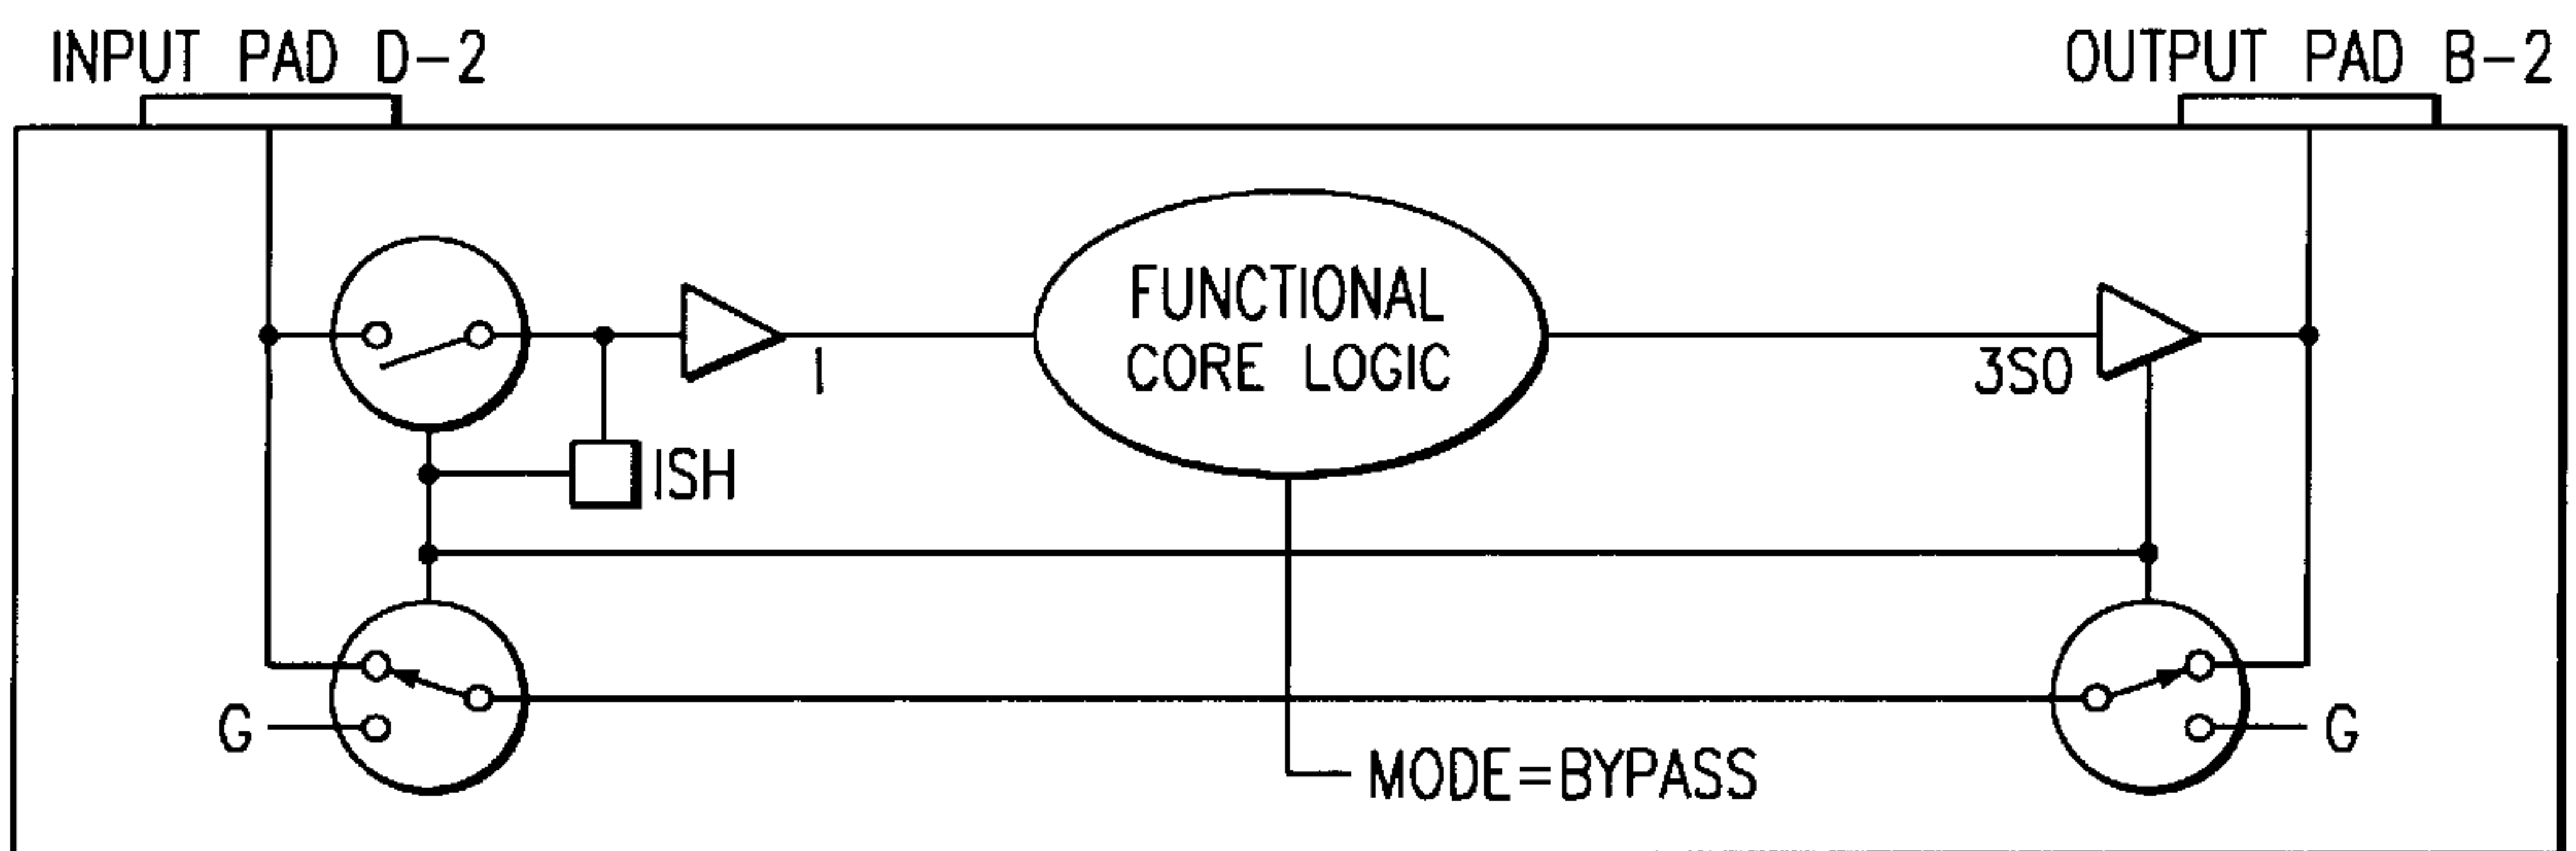 INPUT PAD D-2
OUTPUT PAD B-2
FUNCTIONAL
CORE LOGIC
I
3SO
ISH
G
G
MODE=BYPASS